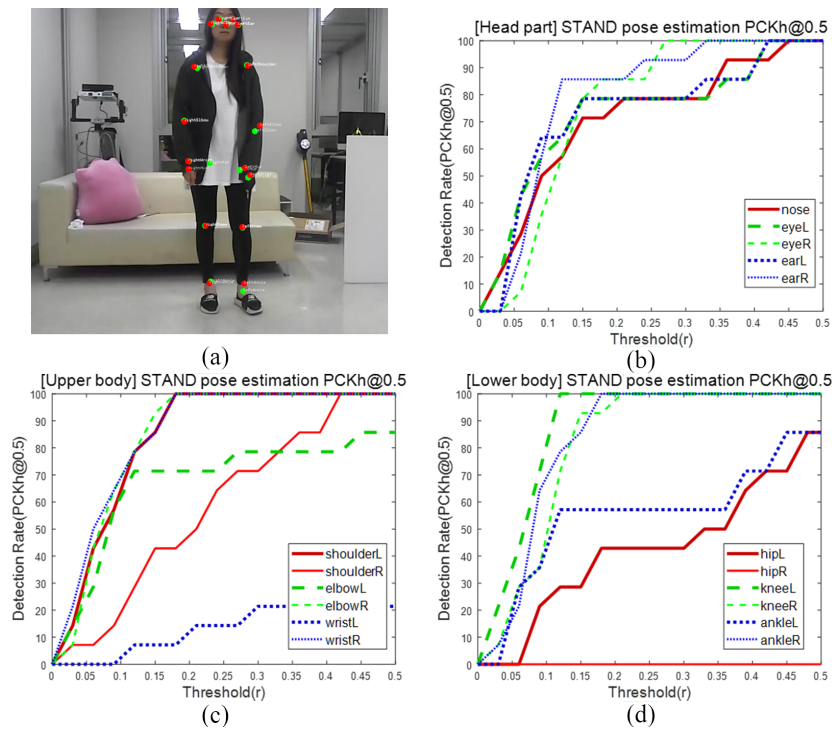 [Head part] STAND pose estimation PCKh@0.5
Detection Rate(PCKh@0.5)
100
90
80
70
60
50
40
30
20
10
0
nose
eyeL
eyeR
earL
earR
0 0.05 0.1 0.15 0.2 0.25 0.3 0.35 0.4 0.45 0.5
Threshold(r)
(a)
(b)
[Upper body] STAND pose estimation PCKh@0.5
Detection Rate(PCKh@0.5)
100
90
80
70
60
50
40
30
20
10
0
shoulderL
shoulderR
elbowL
elbowR
wristL
wristR
0 0.05 0.1 0.15 0.2 0.25 0.3 0.35 0.4 0.45 0.5
Threshold(r)
(c)
[Lower body] STAND pose estimation PCKh@0.5
Detection Rate(PCKh@0.5)
100
90
80
70
60
50
40
30
20
10
0
hipL
hipR
kneeL
kneeR
ankleL
ankleR
0 0.05 0.1 0.15 0.2 0.25 0.3 0.35 0.4 0.45 0.5
Threshold(r)
(d)